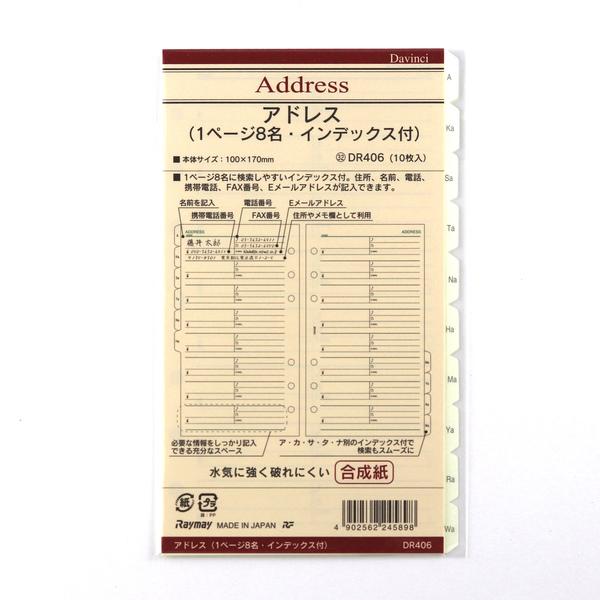 Davinci
Address
アドレス
（1ページ8名・インデックス付）
■ 本体サイズ：100×170mm
㉜ DR406（10枚入）
■ 1ページ8名に検索しやすいインデックス付。住所、名前、電話、
携帯電話、FAX番号、Eメールアドレスが記入できます。
名前を記入 電話番号 Eメールアドレス
携帯電話番号 FAX番号 住所やメモ欄として利用
ADDRESS ADDRESS
藤井 太郎
必要な情報をしっかり記入
できる充分なスペース
ア・カ・サ・タ・ナ別のインデックス付で
検索もスムーズに
水気に強く破れにくい 合成紙
紙 プラ
袋：PP
Raymay MADE IN JAPAN RF
4 902562 245898
アドレス（1ページ8名・インデックス付） DR406
A
Ka
Sa
Ta
Na
Ha
Ma
Ya
Ra
Wa